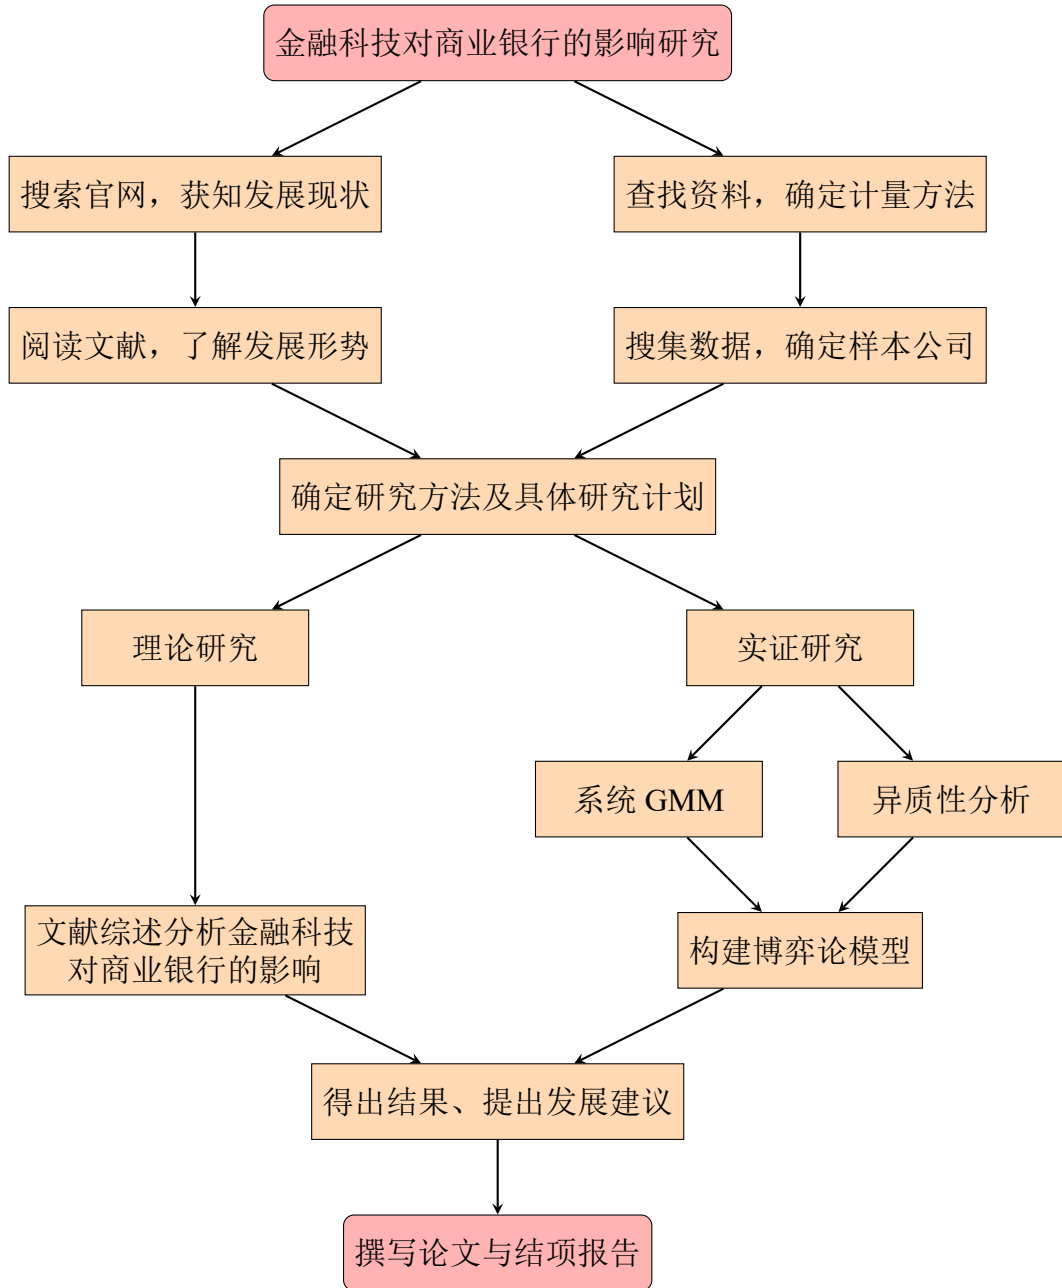 金融科技对商业银行的影响研究
搜索官网，获知发展现状
查找资料，确定计量方法
阅读文献，了解发展形势
搜集数据，确定样本公司
确定研究方法及具体研究计划
理论研究
实证研究
系统 GMM
异质性分析
文献综述分析金融科技
对商业银行的影响
构建博弈论模型
得出结果、提出发展建议
撰写论文与结项报告